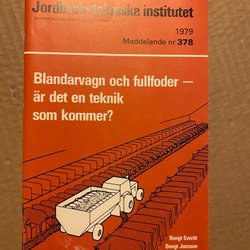 Jordbrukstekniska institutet
1979
Meddelande nr 378
Blandarvagn och fullfoder –
är det en teknik
som kommer?
Bengt Everitt
Bengt Jonsson